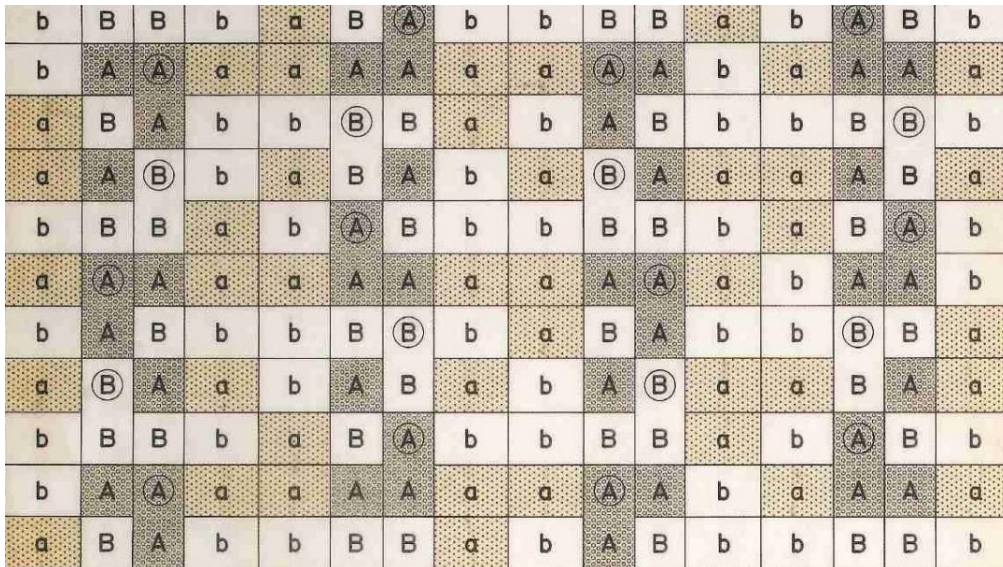 b B B b a B A b b B B a b A B b
b A A a a A A a a A A b a A A a
a B A b b B B a b A B b b B B b
a A B b a B A b a B A a a A B a
b B B a b A B b b B B b a B A b
a A A a a A A a a A A a b A A b
b A B b b B B b a B A b b B B a
a B A a b A B a b A B a a B A a
b B B b a B A b b B B a b A B b
b A A a a A A a a A A b a A A a
a B A b b B B a b A B b b B B b